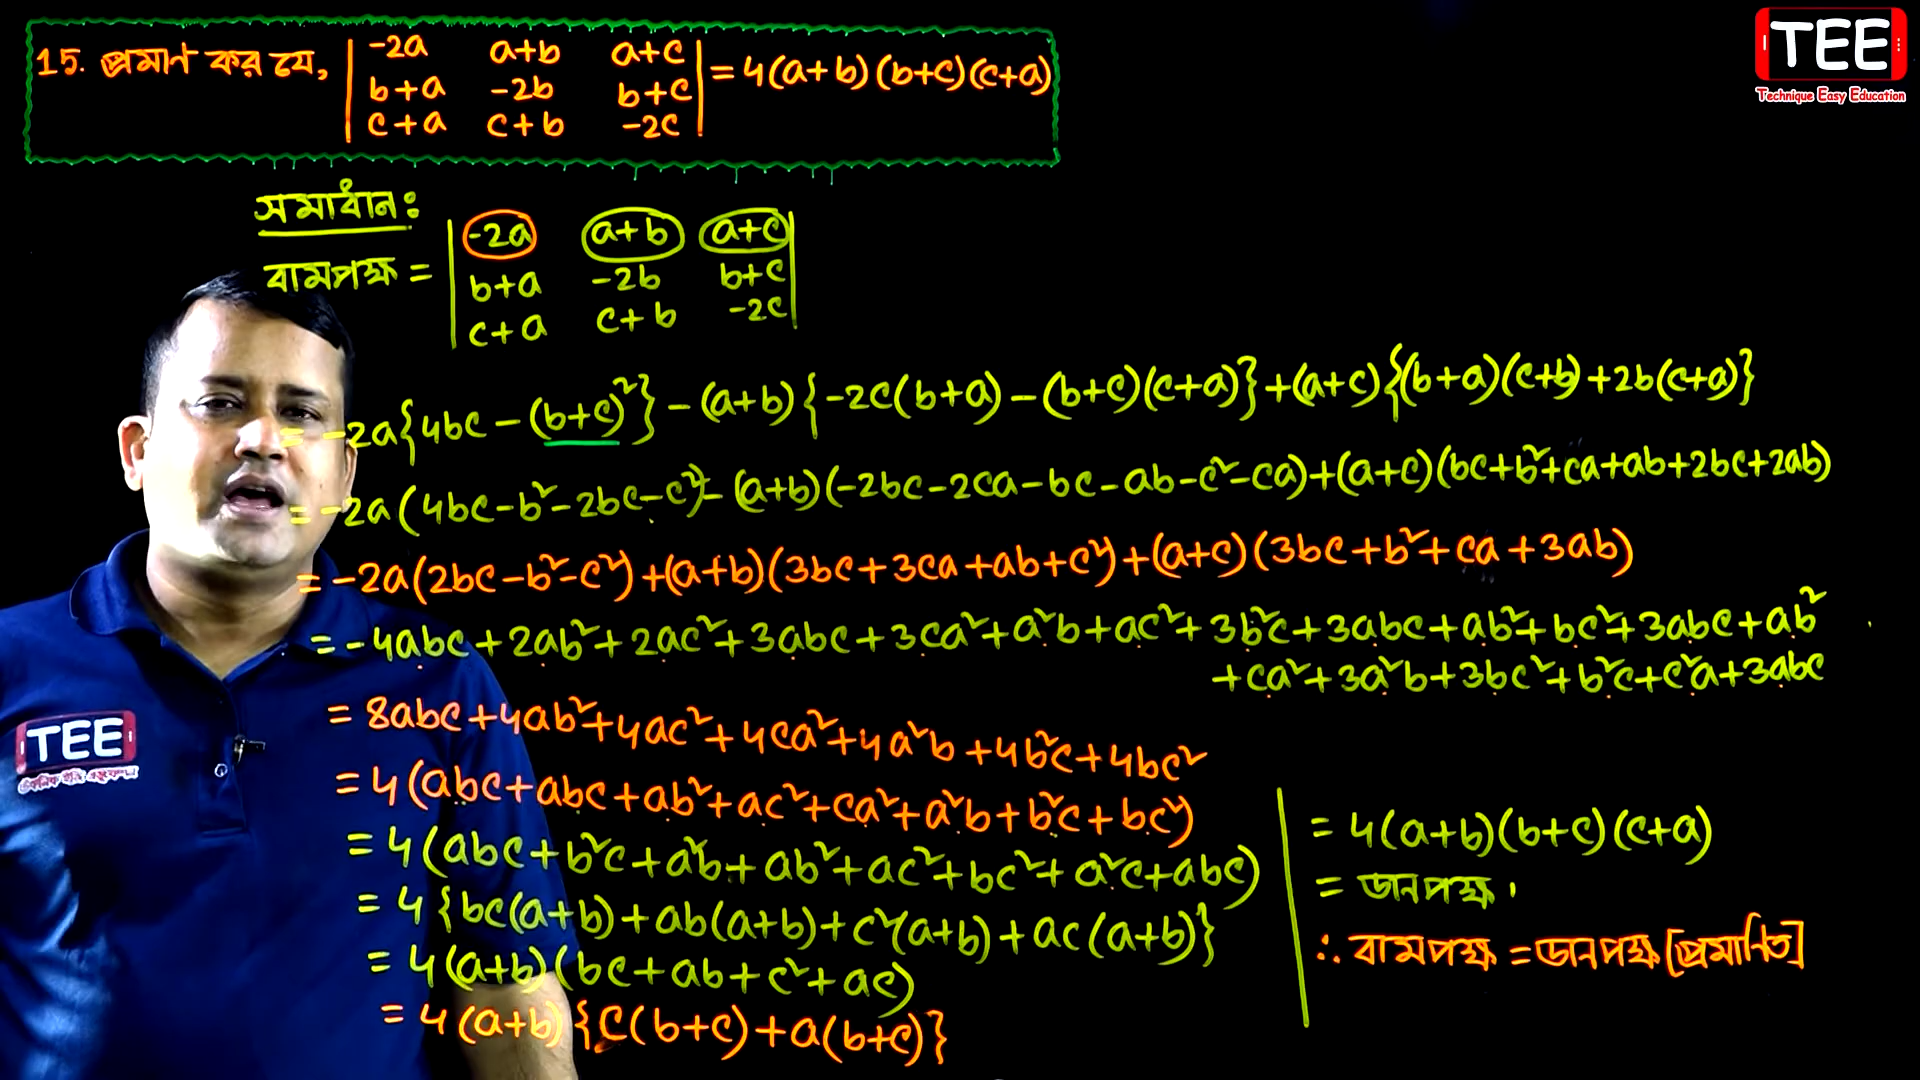 15. প্রমাণ কর যে, | -2a a+b a+c | = 4(a+b)(b+c)(c+a)
b+a -2b b+c
c+a c+b -2c
TEE
Technique Easy Education
সমাধান:
বামপক্ষ = | -2a a+b a+c |
b+a -2b b+c
c+a c+b -2c
= -2a{4bc-(b+c)²} - (a+b){-2c(b+a)-(b+c)(c+a)}+(a+c){(b+a)(c+b)+2b(c+a)}
= -2a(4bc-b²-2bc-c²)-(a+b)(-2bc-2ca-bc-ab-c²-ca)+(a+c)(bc+b²+ca+ab+2bc+2ab)
= -2a(2bc-b²-c²)+(a+b)(3bc+3ca+ab+c²)+(a+c)(3bc+b²+ca+3ab)
= -4abc+2ab²+2ac²+3abc+3ca²+a²b+ac²+3b²c+3abc+ab²+bc²+3abc+ab²
+ca²+3a²b+3bc²+b²c+c²a+3abc
= 8abc+4ab²+4ac²+4ca²+4a²b+4b²c+4bc²
= 4(abc+abc+ab²+ac²+ca²+a²b+b²c+bc²)
= 4(abc+b²c+a²b+ab²+ac²+bc²+a²c+abc)
= 4{bc(a+b)+ab(a+b)+c²(a+b)+ac(a+b)}
= 4(a+b)(bc+ab+c²+ac)
= 4(a+b){c(b+c)+a(b+c)}
= 4(a+b)(b+c)(c+a)
= ডানপক্ষ।
∴ বামপক্ষ = ডানপক্ষ [প্রমাণিত]
TEE